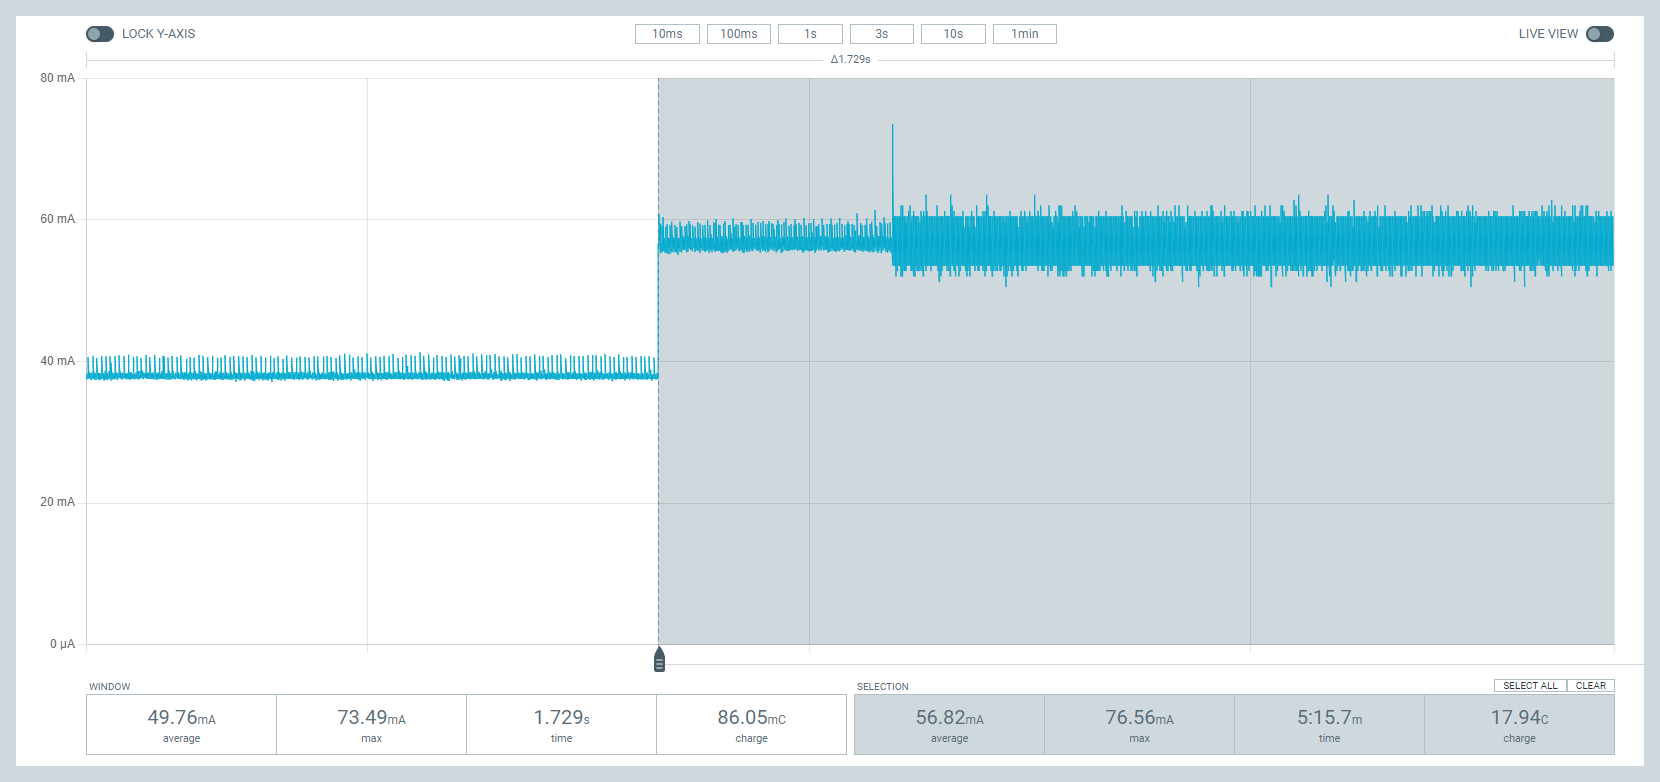 LOCK Y-AXIS
10ms 100ms 1s 3s 10s 1min
LIVE VIEW
Δ1.729s
80 mA
60 mA
40 mA
20 mA
0 µA
WINDOW
49.76mA 73.49mA 1.729s 86.05mC
average max time charge
SELECTION
SELECT ALL CLEAR
56.82mA 76.56mA 5:15.7m 17.94C
average max time charge